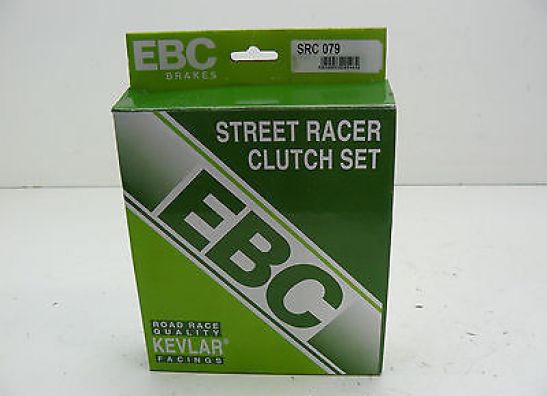 EBC
BRAKES
SRC 079
STREET RACER
CLUTCH SET
EBC
ROAD RACE
QUALITY
KEVLAR®
FACINGS